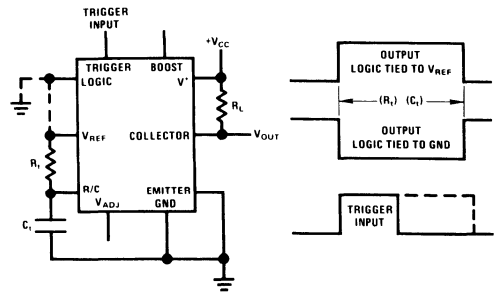 TRIGGER
INPUT
+VCC
TRIGGER
LOGIC
BOOST
V+
RL
VREF
COLLECTOR
VOUT
Rt
R/C
VADJ
EMITTER
GND
Ct
OUTPUT
LOGIC TIED TO VREF
(Rt) (Ct)
OUTPUT
LOGIC TIED TO GND
TRIGGER
INPUT